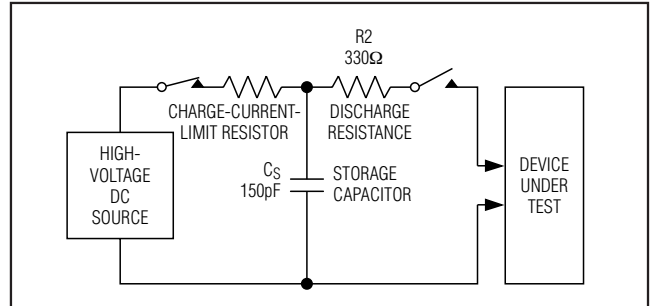 R2
330Ω
CHARGE-CURRENT-
LIMIT RESISTOR
DISCHARGE
RESISTANCE
HIGH-
VOLTAGE
DC
SOURCE
CS
150pF
STORAGE
CAPACITOR
DEVICE
UNDER
TEST